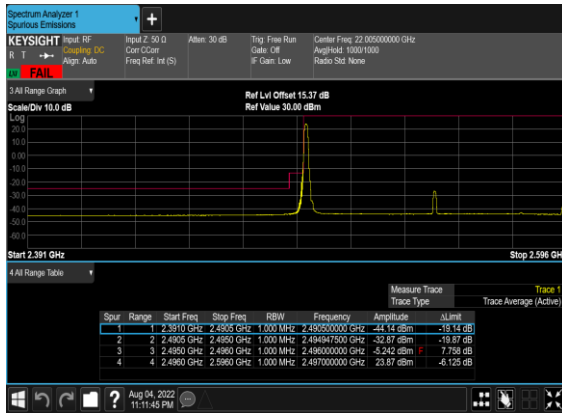 Spectrum Analyzer 1
Spurious Emissions
+
KEYSIGHT
R T
FAIL
Input: RF
Coupling: DC
Align: Auto
Input Z: 50 Ω
Corr CCorr
Freq Ref: Int (S)
Atten: 30 dB
Trig: Free Run
Gate: Off
IF Gain: Low
Center Freq: 22.005000000 GHz
Avg|Hold: 1000/1000
Radio Std: None
3 All Range Graph
Scale/Div 10.0 dB
Ref Lvl Offset 15.37 dB
Ref Value 30.00 dBm
Log
20.0
10.0
0.00
-10.0
-20.0
-30.0
-40.0
-50.0
-60.0
Start 2.391 GHz
Stop 2.596 GH
4 All Range Table
Measure Trace Trace 1
Trace Type Trace Average (Active)
Spur Range Start Freq Stop Freq RBW Frequency Amplitude ΔLimit
1 1 2.3910 GHz 2.4905 GHz 1.000 MHz 2.490500000 GHz -44.14 dBm -19.14 dB
2 2 2.4905 GHz 2.4950 GHz 1.000 MHz 2.494947500 GHz -32.87 dBm -19.87 dB
3 3 2.4950 GHz 2.4960 GHz 1.000 MHz 2.496000000 GHz -5.242 dBm F 7.758 dB
4 4 2.4960 GHz 2.5960 GHz 1.000 MHz 2.497000000 GHz 23.87 dBm -6.125 dB
?
Aug 04, 2022
11:11:45 PM